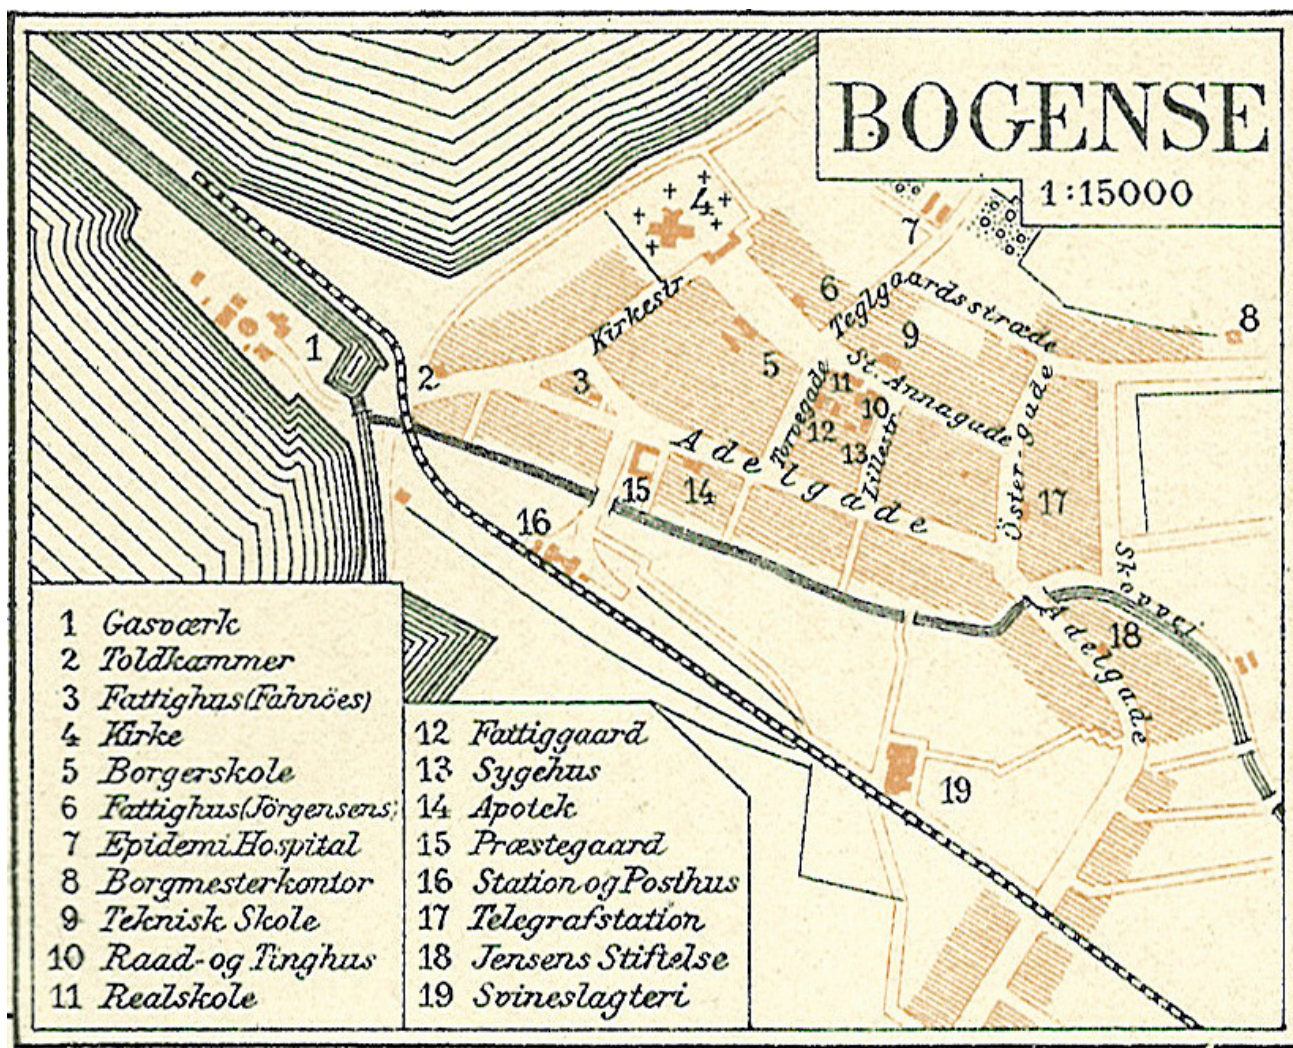 BOGENSE
1:15000
4
7
6
Teglgaardsstræde
8
Kirkestr.
9
1
5
St. Annagade
2
3
11
10
Torvegade
12
13
Lillestr.
Öster-gade
Adelgade
15
14
17
16
Skovvei
18
Adelgade
19
1 Gasværk
2 Toldkammer
3 Fattighus (Fahnöes)
4 Kirke
5 Borgerskole
6 Fattighus (Jörgensens)
7 Epidemi Hospital
8 Borgmesterkontor
9 Teknisk Skole
10 Raad- og Tinghus
11 Realskole
12 Fattiggaard
13 Sygehus
14 Apotek
15 Præstegaard
16 Station og Posthus
17 Telegrafstation
18 Jensens Stiftelse
19 Svineslagteri